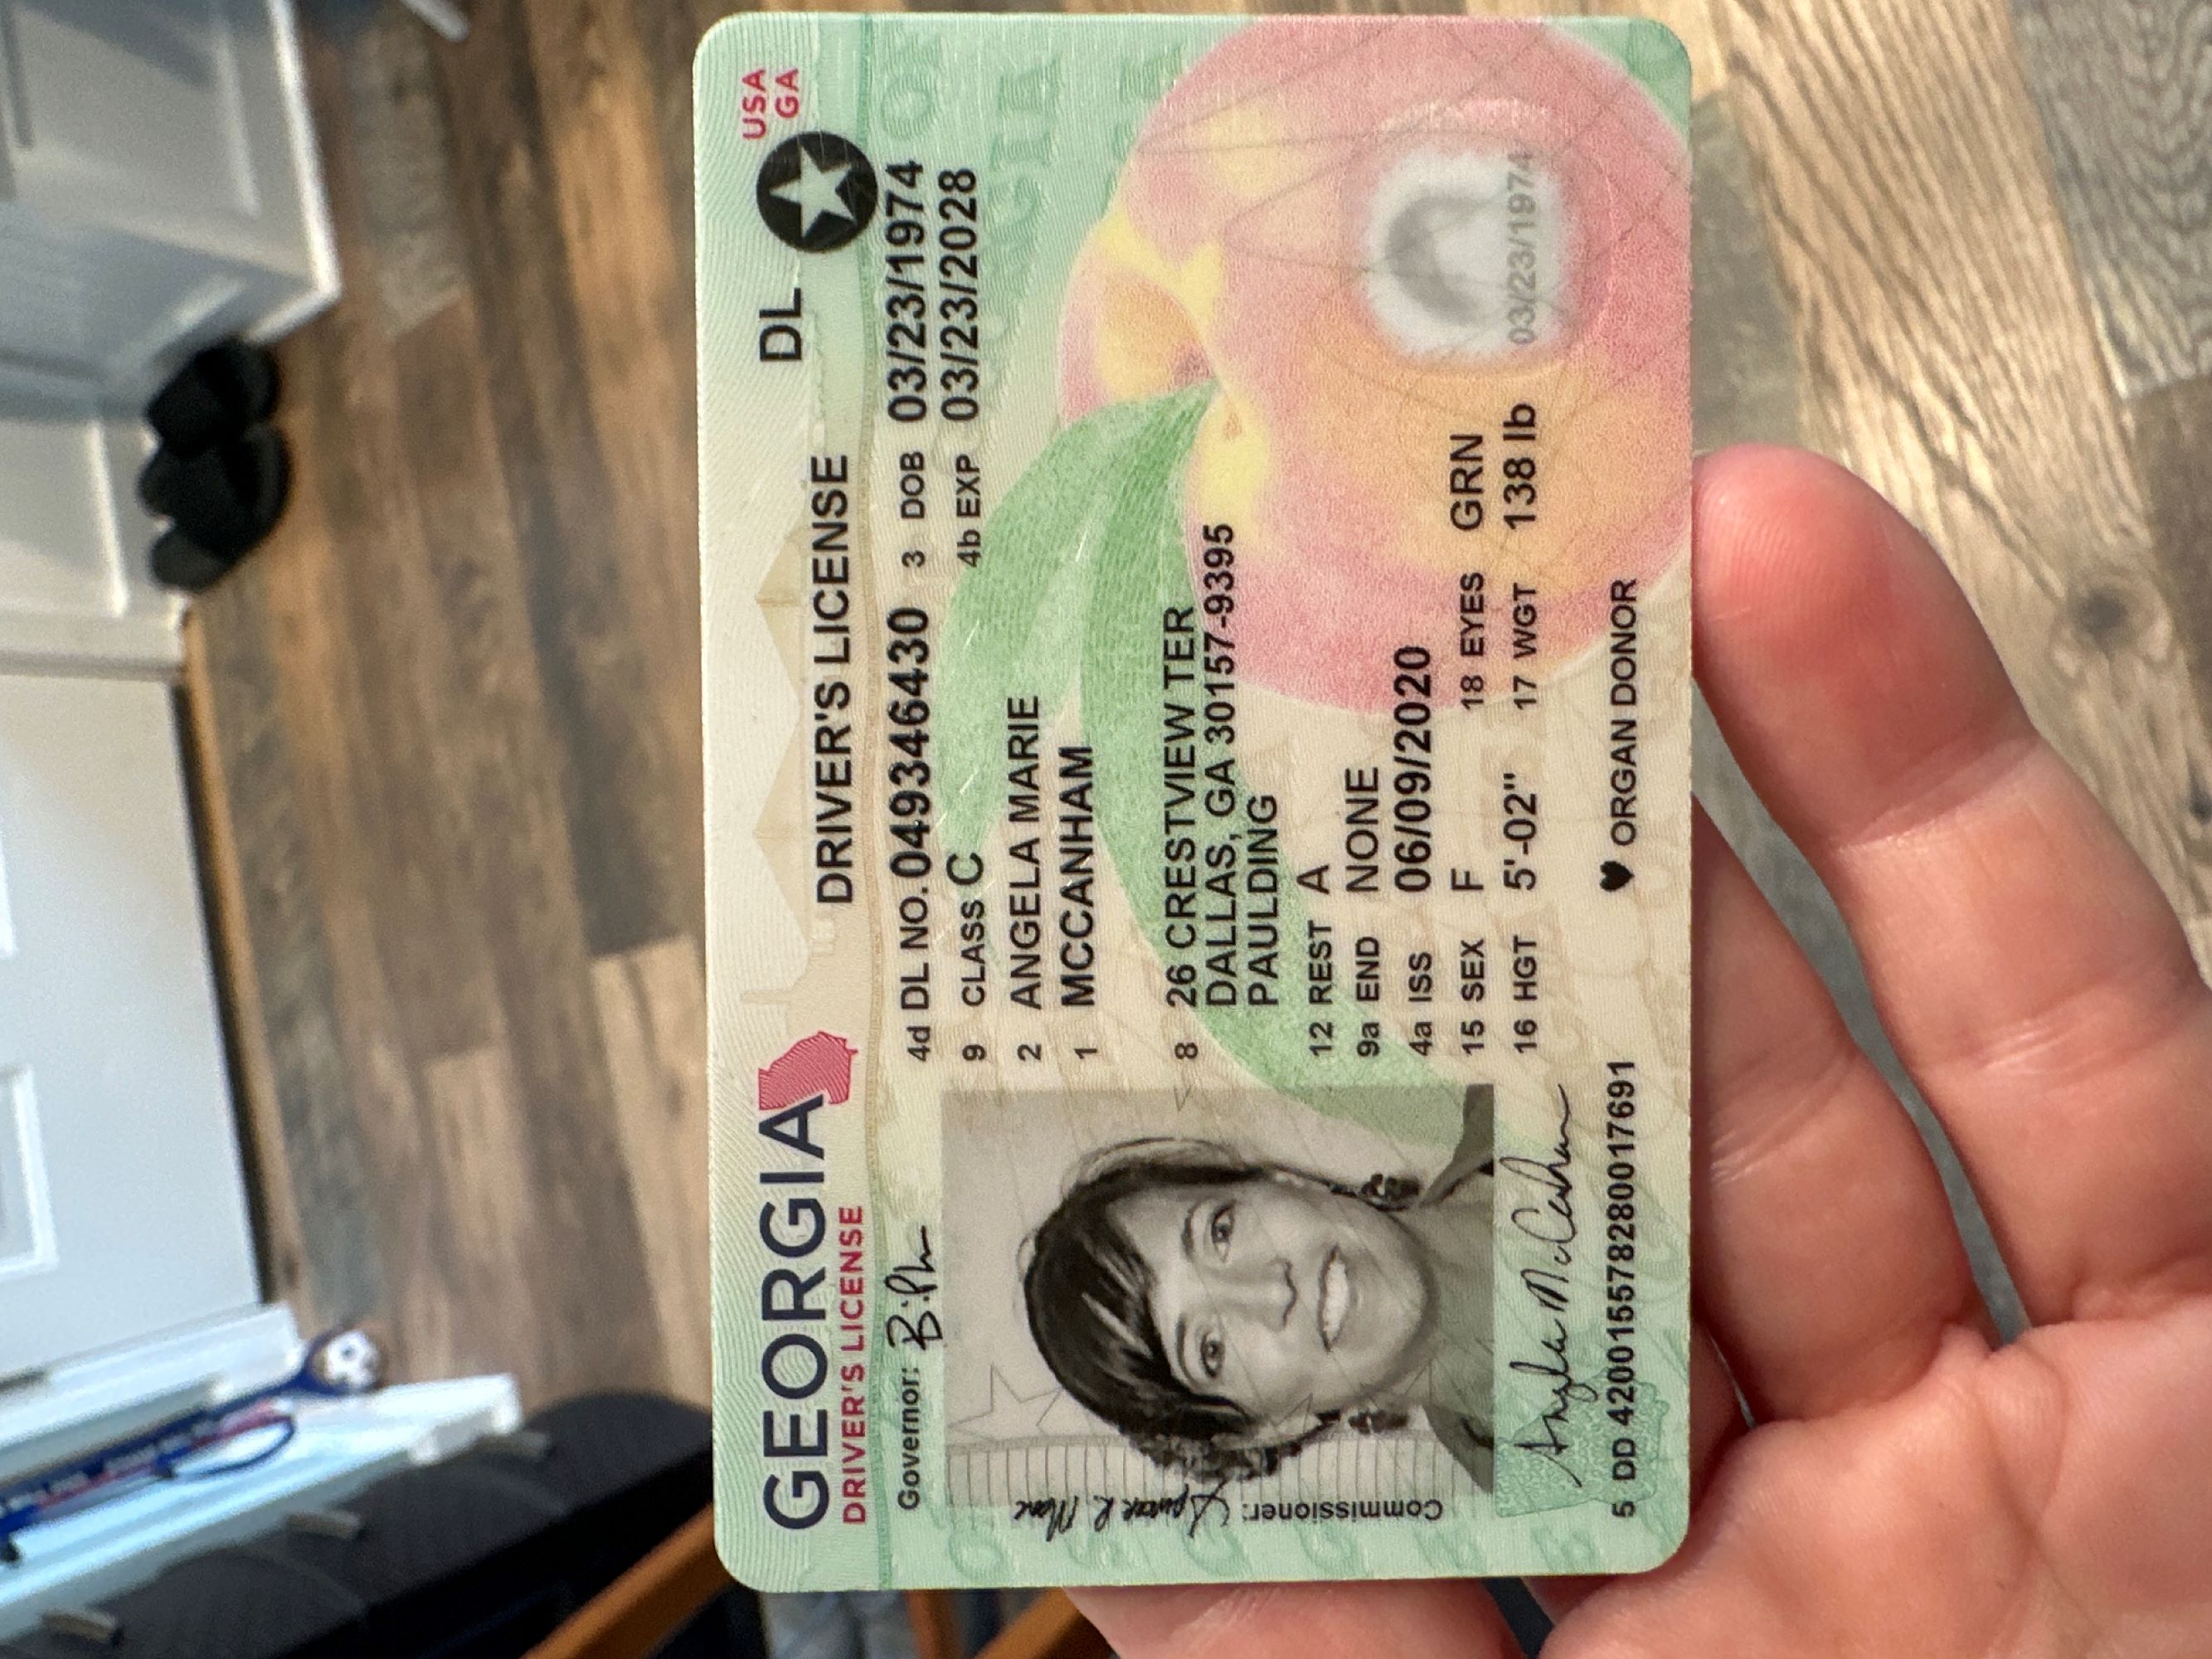 GEORGIA
DRIVER'S LICENSE
DRIVER'S LICENSE
DL
USA
GA
Governor:
4d DL NO. 049346430 3 DOB 03/23/1974
9 CLASS C 4b EXP 03/23/2028
2 ANGELA MARIE
1 MCCANHAM
8 26 CRESTVIEW TER
DALLAS, GA 30157-9395
PAULDING
12 REST A
9a END NONE
4a ISS 06/09/2020
15 SEX F 18 EYES GRN
16 HGT 5'-02" 17 WGT 138 lb
03/23/1974
Commissioner:
Angela McCanham
5 DD 420015578280017691
♥ ORGAN DONOR